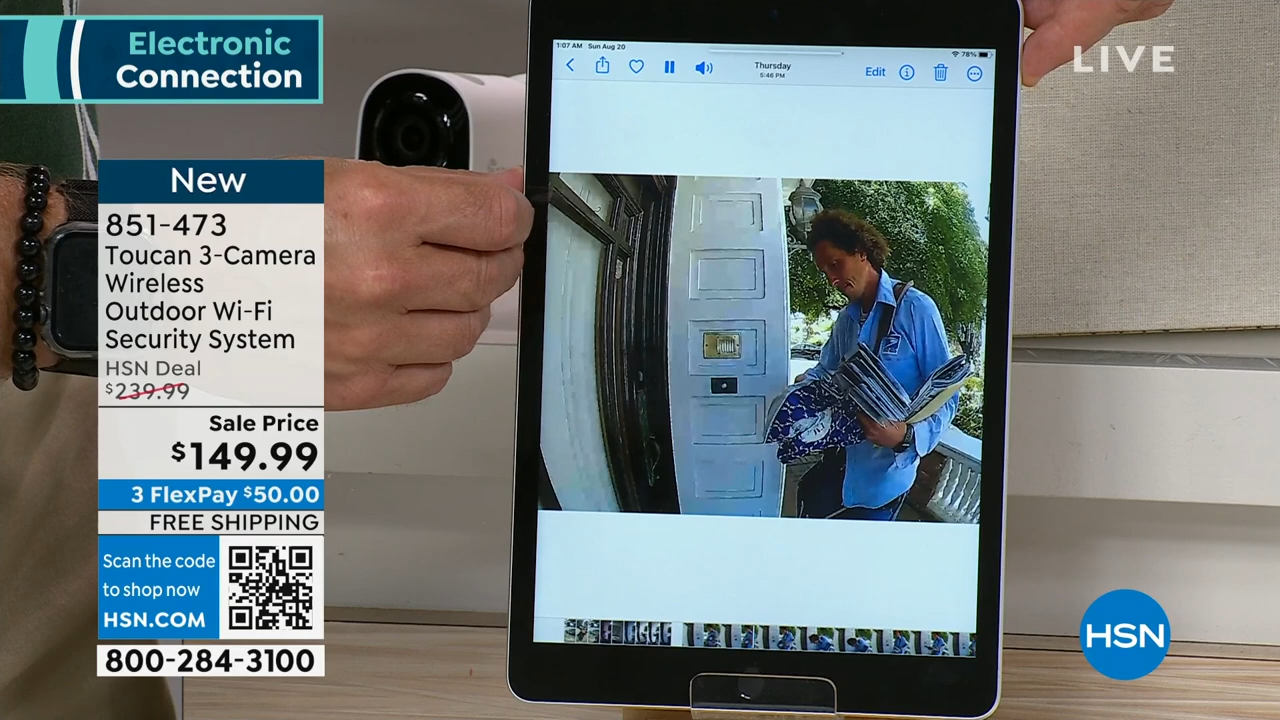 Electronic
Connection
LIVE
1:07 AM Sun Aug 20
78%
Thursday
5:46 PM
Edit
New
851-473
Toucan 3-Camera
Wireless
Outdoor Wi-Fi
Security System
HSN Deal
$239.99
Sale Price
$149.99
3 FlexPay $50.00
FREE SHIPPING
Scan the code
to shop now
HSN.COM
800-284-3100
HSN